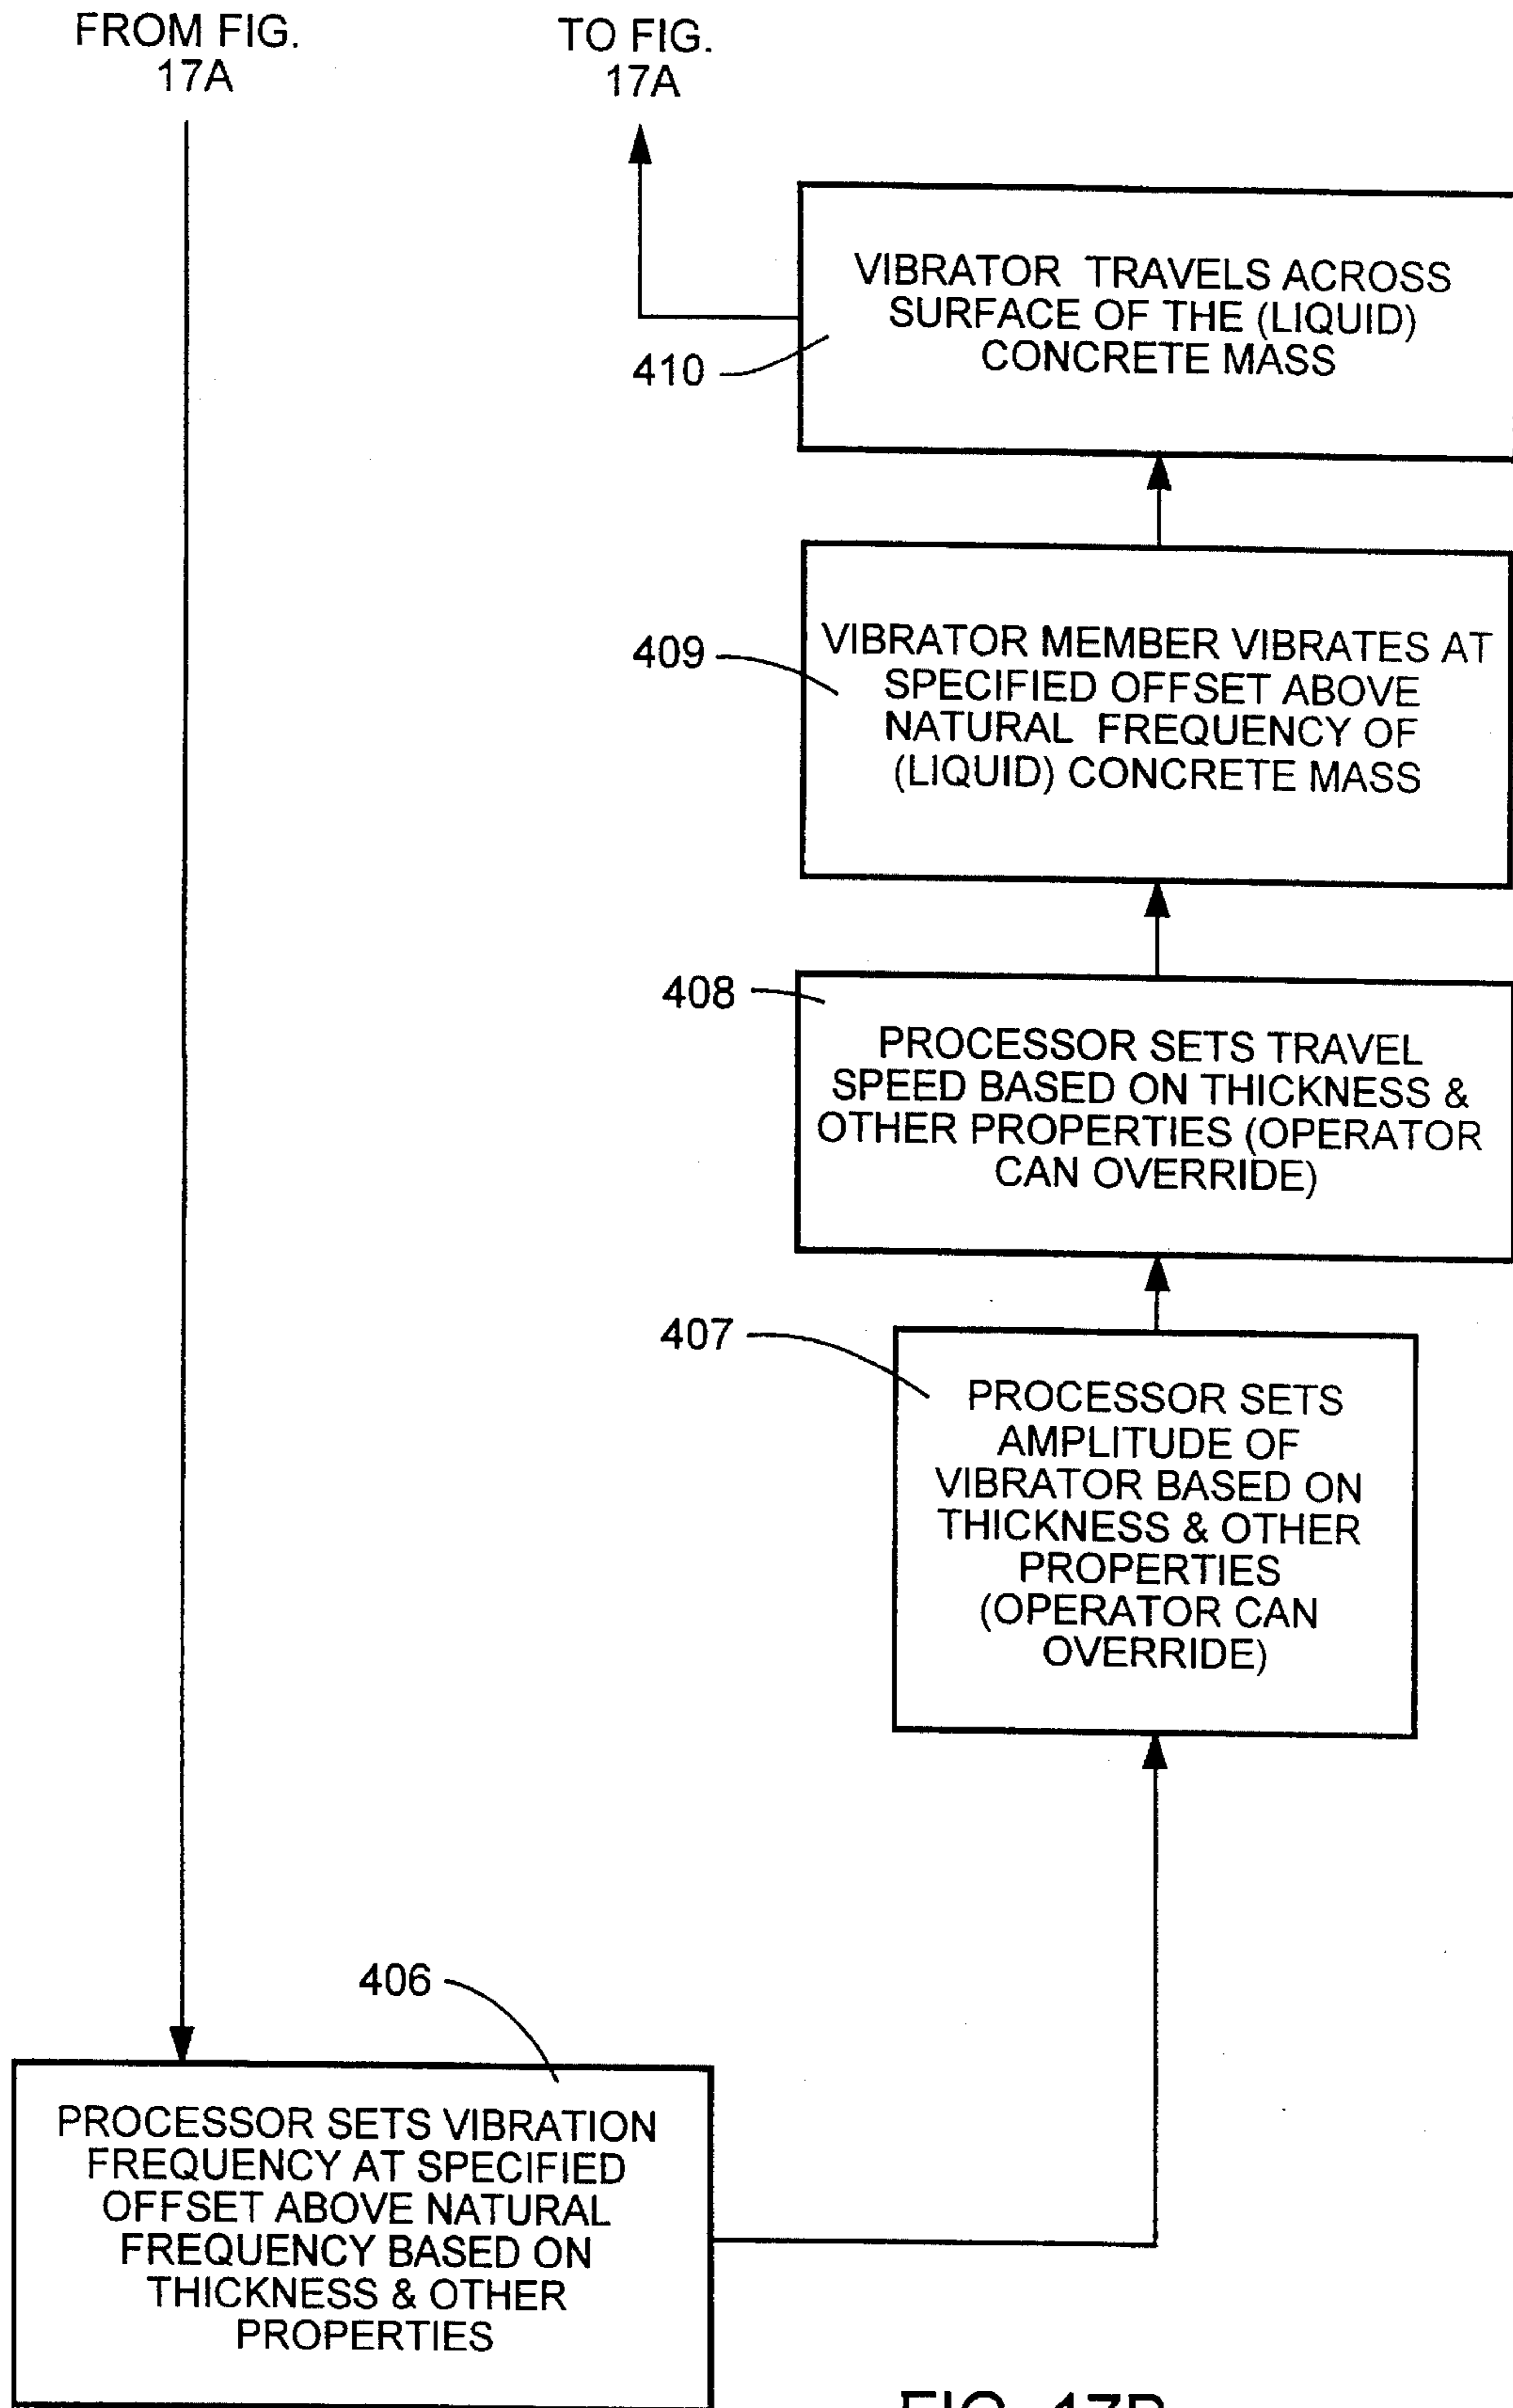 FROM FIG.
17A
TO FIG.
17A
VIBRATOR TRAVELS ACROSS
SURFACE OF THE (LIQUID)
CONCRETE MASS
410
VIBRATOR MEMBER VIBRATES AT
SPECIFIED OFFSET ABOVE
NATURAL FREQUENCY OF
(LIQUID) CONCRETE MASS
409
408
PROCESSOR SETS TRAVEL
SPEED BASED ON THICKNESS &
OTHER PROPERTIES (OPERATOR
CAN OVERRIDE)
407
PROCESSOR SETS
AMPLITUDE OF
VIBRATOR BASED ON
THICKNESS & OTHER
PROPERTIES
(OPERATOR CAN
OVERRIDE)
406
PROCESSOR SETS VIBRATION
FREQUENCY AT SPECIFIED
OFFSET ABOVE NATURAL
FREQUENCY BASED ON
THICKNESS & OTHER
PROPERTIES
FIG. 17B